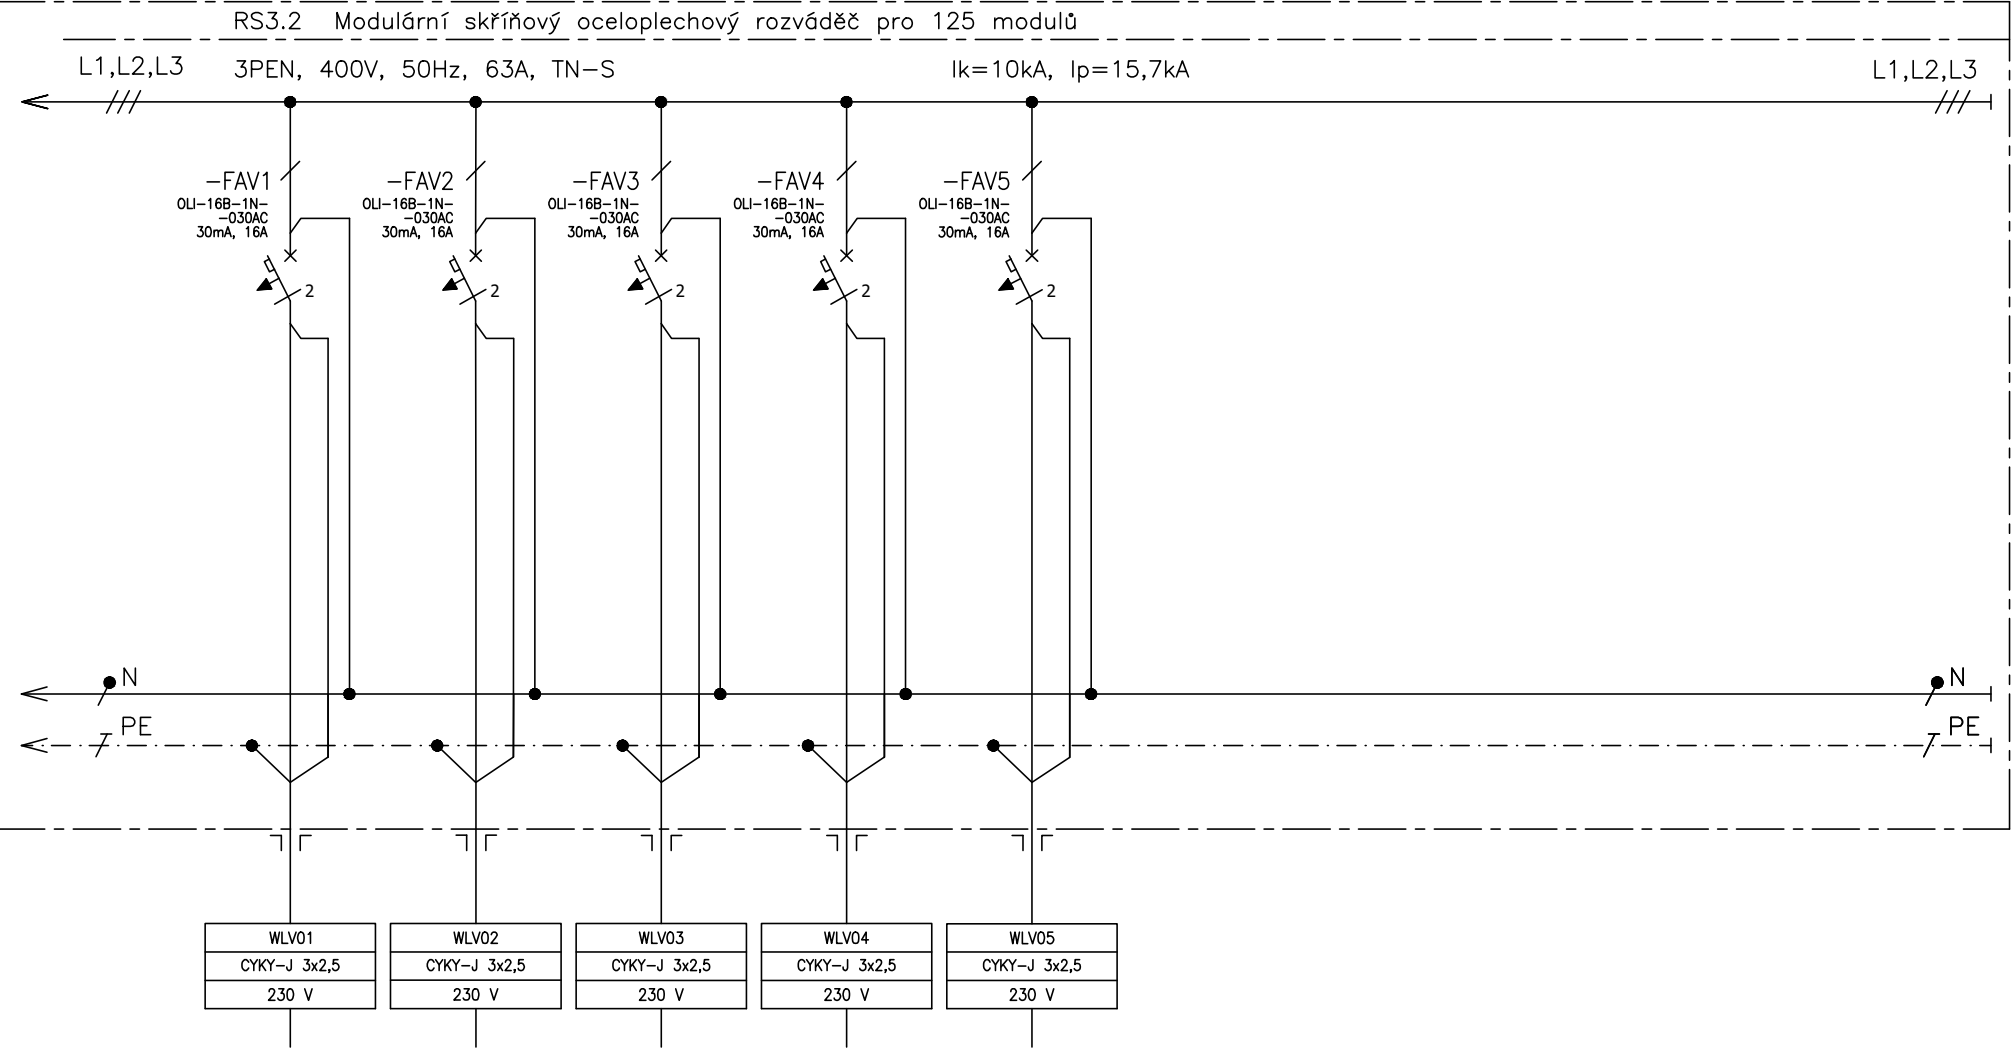 RS3.2 Modulární skříňový oceloplechový rozváděč pro 125 modulů
L1,L2,L3 3PEN, 400V, 50Hz, 63A, TN-S Ik=10kA, Ip=15,7kA L1,L2,L3
-FAV1
OLI-16B-1N-
-030AC
30mA, 16A
2
-FAV2
OLI-16B-1N-
-030AC
30mA, 16A
2
-FAV3
OLI-16B-1N-
-030AC
30mA, 16A
2
-FAV4
OLI-16B-1N-
-030AC
30mA, 16A
2
-FAV5
OLI-16B-1N-
-030AC
30mA, 16A
2
N N
PE PE
WLV01
CYKY-J 3x2,5
230 V
WLV02
CYKY-J 3x2,5
230 V
WLV03
CYKY-J 3x2,5
230 V
WLV04
CYKY-J 3x2,5
230 V
WLV05
CYKY-J 3x2,5
230 V